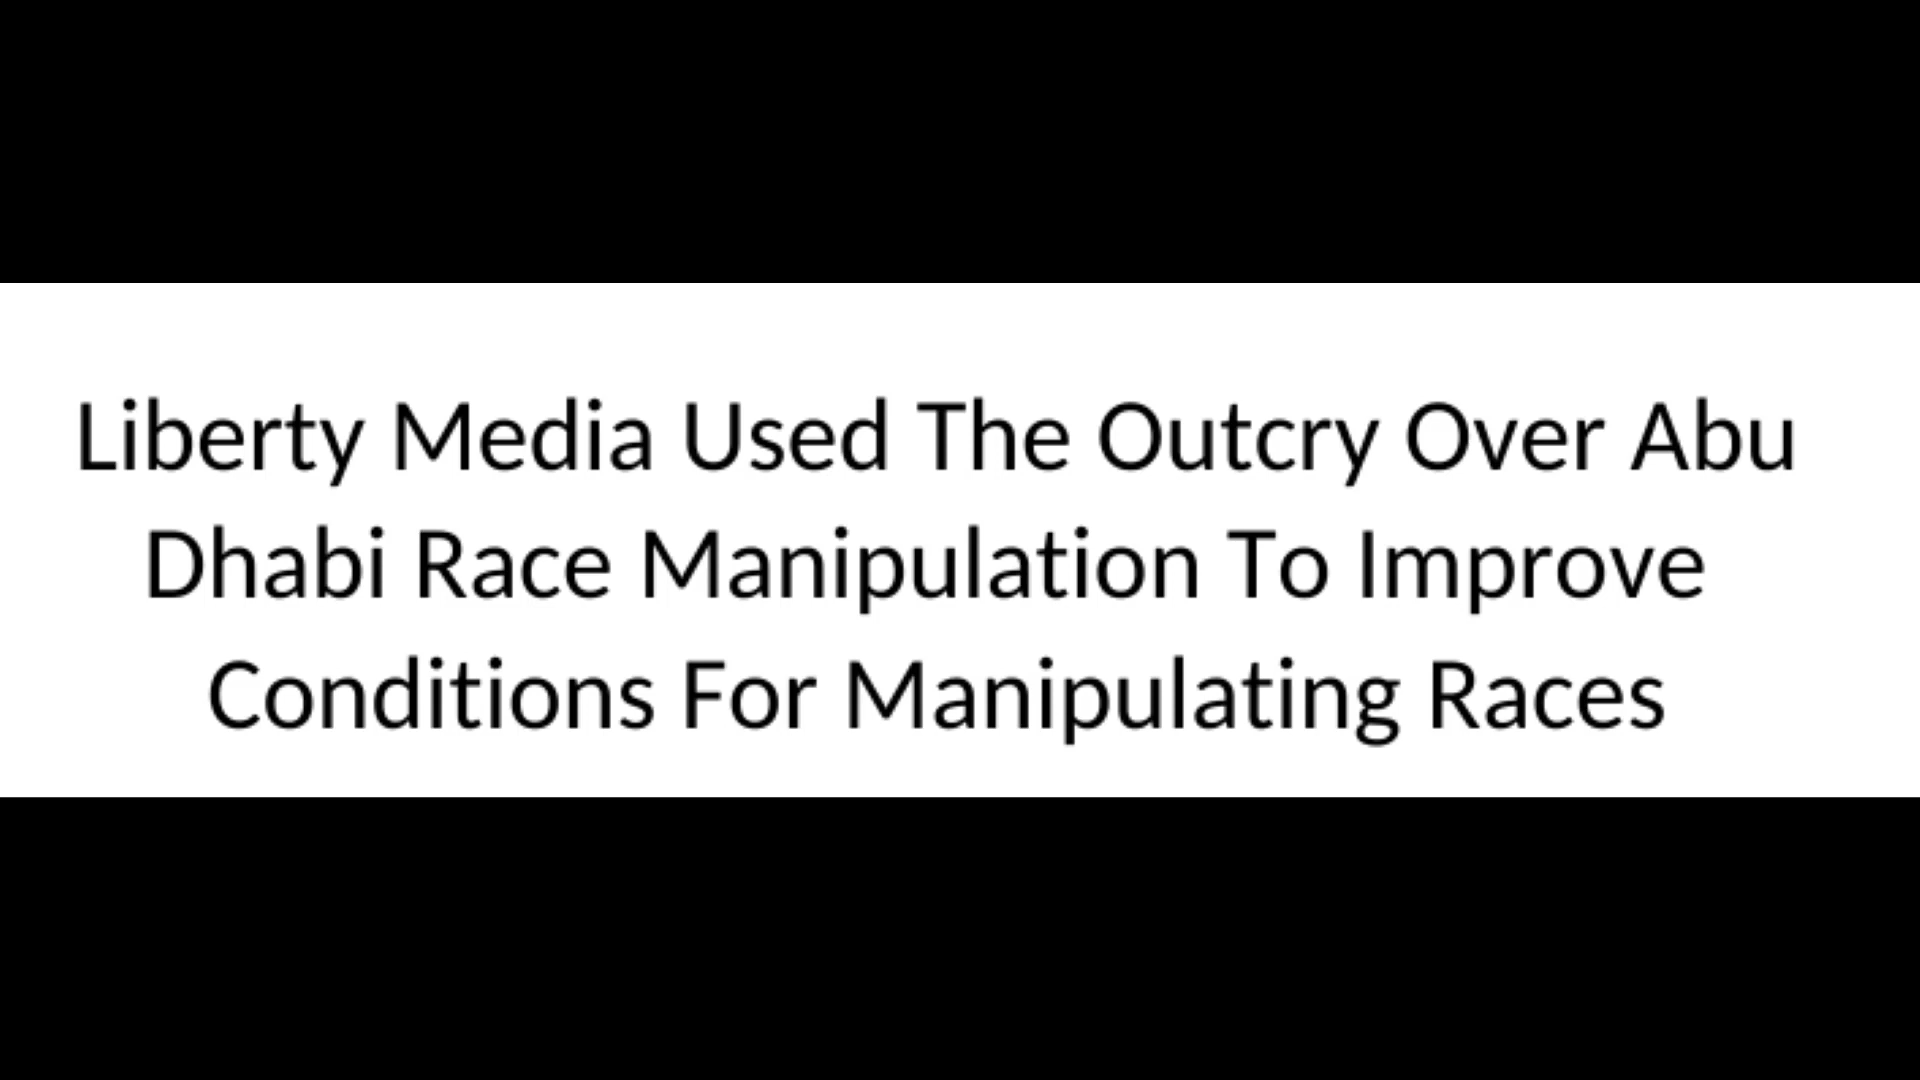 Liberty Media Used The Outcry Over Abu
Dhabi Race Manipulation To Improve
Conditions For Manipulating Races